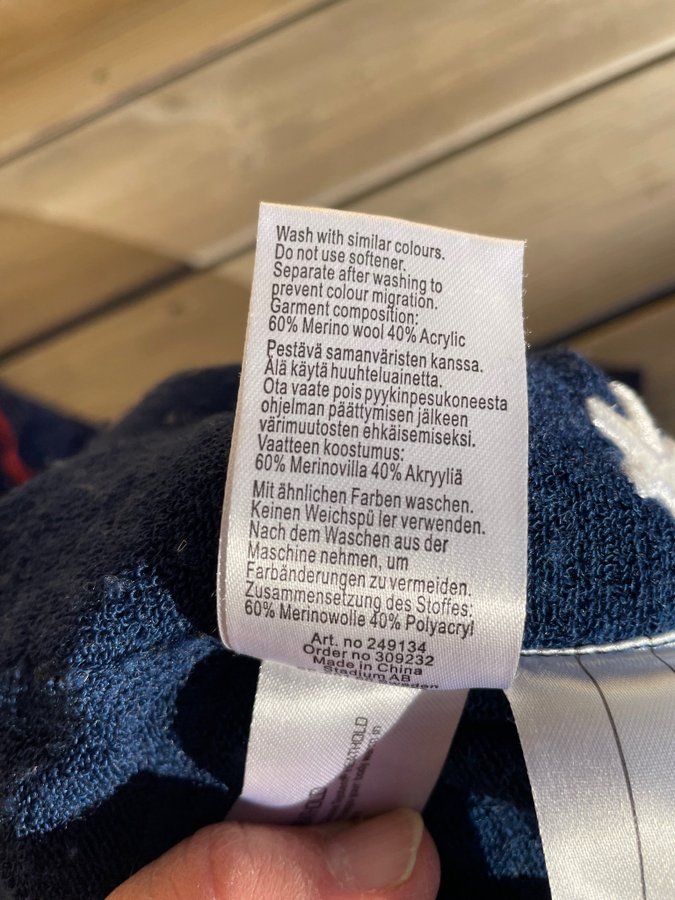 Wash with similar colours.
Do not use softener.
Separate after washing to
prevent colour migration.
Garment composition:
60% Merino wool 40% Acrylic
Pestävä samanväristen kanssa.
Älä käytä huuhteluainetta.
Ota vaate pois pyykinpesukoneesta
ohjelman päättymisen jälkeen
värimuutosten ehkäisemiseksi.
Vaatteen koostumus:
60% Merinovilla 40% Akryyliä
Mit ähnlichen Farben waschen.
Keinen Weichspü ler verwenden.
Nach dem Waschen aus der
Maschine nehmen, um
Farbänderungen zu vermeiden.
Zusammensetzung des Stoffes:
60% Merinowolle 40% Polyacryl
Art. no 249134
Order no 309232
Made in China
Stadium AB